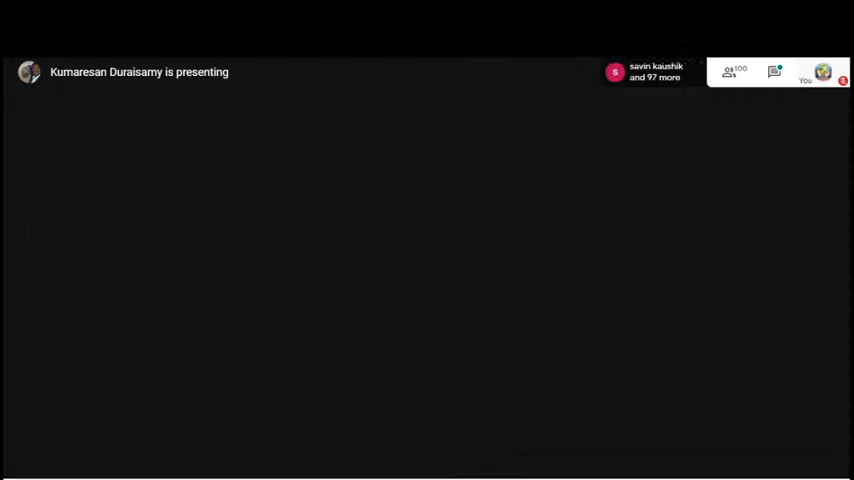 Kumaresan Duraisamy is presenting
S
savin kaushik
and 97 more
100
You